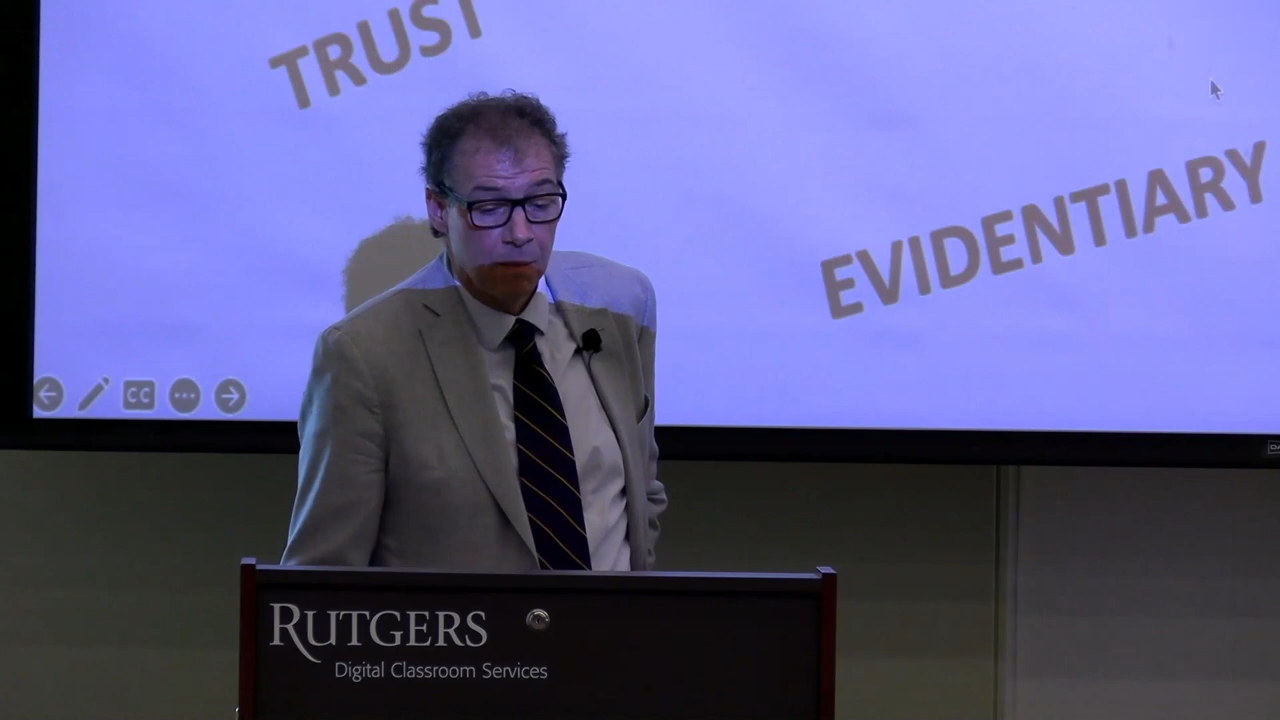 TRUST
EVIDENTIARY
CC
RUTGERS
Digital Classroom Services